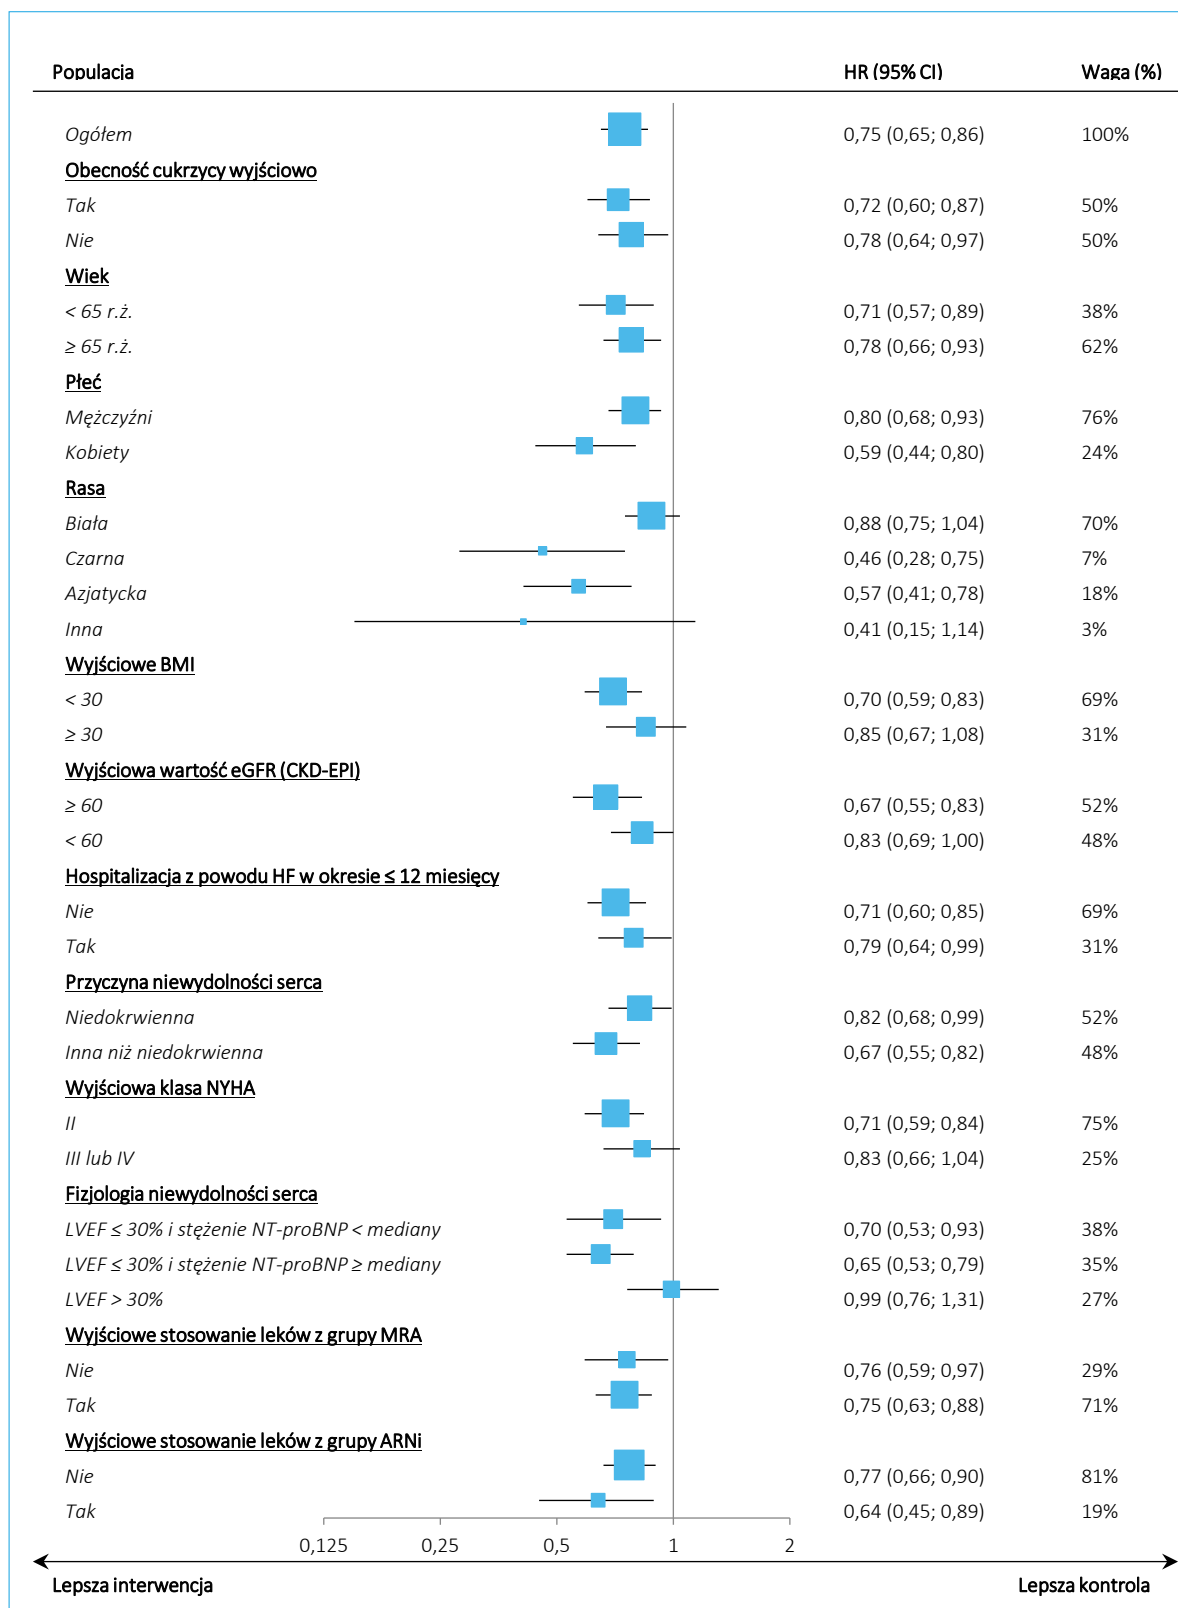 Populacja HR (95% CI) Waga (%)
Ogółem 0,75 (0,65; 0,86) 100%
Obecność cukrzycy wyjściowo
Tak 0,72 (0,60; 0,87) 50%
Nie 0,78 (0,64; 0,97) 50%
Wiek
< 65 r.ż. 0,71 (0,57; 0,89) 38%
≥ 65 r.ż. 0,78 (0,66; 0,93) 62%
Płeć
Mężczyźni 0,80 (0,68; 0,93) 76%
Kobiety 0,59 (0,44; 0,80) 24%
Rasa
Biała 0,88 (0,75; 1,04) 70%
Czarna 0,46 (0,28; 0,75) 7%
Azjatycka 0,57 (0,41; 0,78) 18%
Inna 0,41 (0,15; 1,14) 3%
Wyjściowe BMI
< 30 0,70 (0,59; 0,83) 69%
≥ 30 0,85 (0,67; 1,08) 31%
Wyjściowa wartość eGFR (CKD-EPI)
≥ 60 0,67 (0,55; 0,83) 52%
< 60 0,83 (0,69; 1,00) 48%
Hospitalizacja z powodu HF w okresie ≤ 12 miesięcy
Nie 0,71 (0,60; 0,85) 69%
Tak 0,79 (0,64; 0,99) 31%
Przyczyna niewydolności serca
Niedokrwienna 0,82 (0,68; 0,99) 52%
Inna niż niedokrwienna 0,67 (0,55; 0,82) 48%
Wyjściowa klasa NYHA
II 0,71 (0,59; 0,84) 75%
III lub IV 0,83 (0,66; 1,04) 25%
Fizjologia niewydolności serca
LVEF ≤ 30% i stężenie NT-proBNP < mediany 0,70 (0,53; 0,93) 38%
LVEF ≤ 30% i stężenie NT-proBNP ≥ mediany 0,65 (0,53; 0,79) 35%
LVEF > 30% 0,99 (0,76; 1,31) 27%
Wyjściowe stosowanie leków z grupy MRA
Nie 0,76 (0,59; 0,97) 29%
Tak 0,75 (0,63; 0,88) 71%
Wyjściowe stosowanie leków z grupy ARNi
Nie 0,77 (0,66; 0,90) 81%
Tak 0,64 (0,45; 0,89) 19%
0,125 0,25 0,5 1 2
Lepsza interwencja Lepsza kontrola